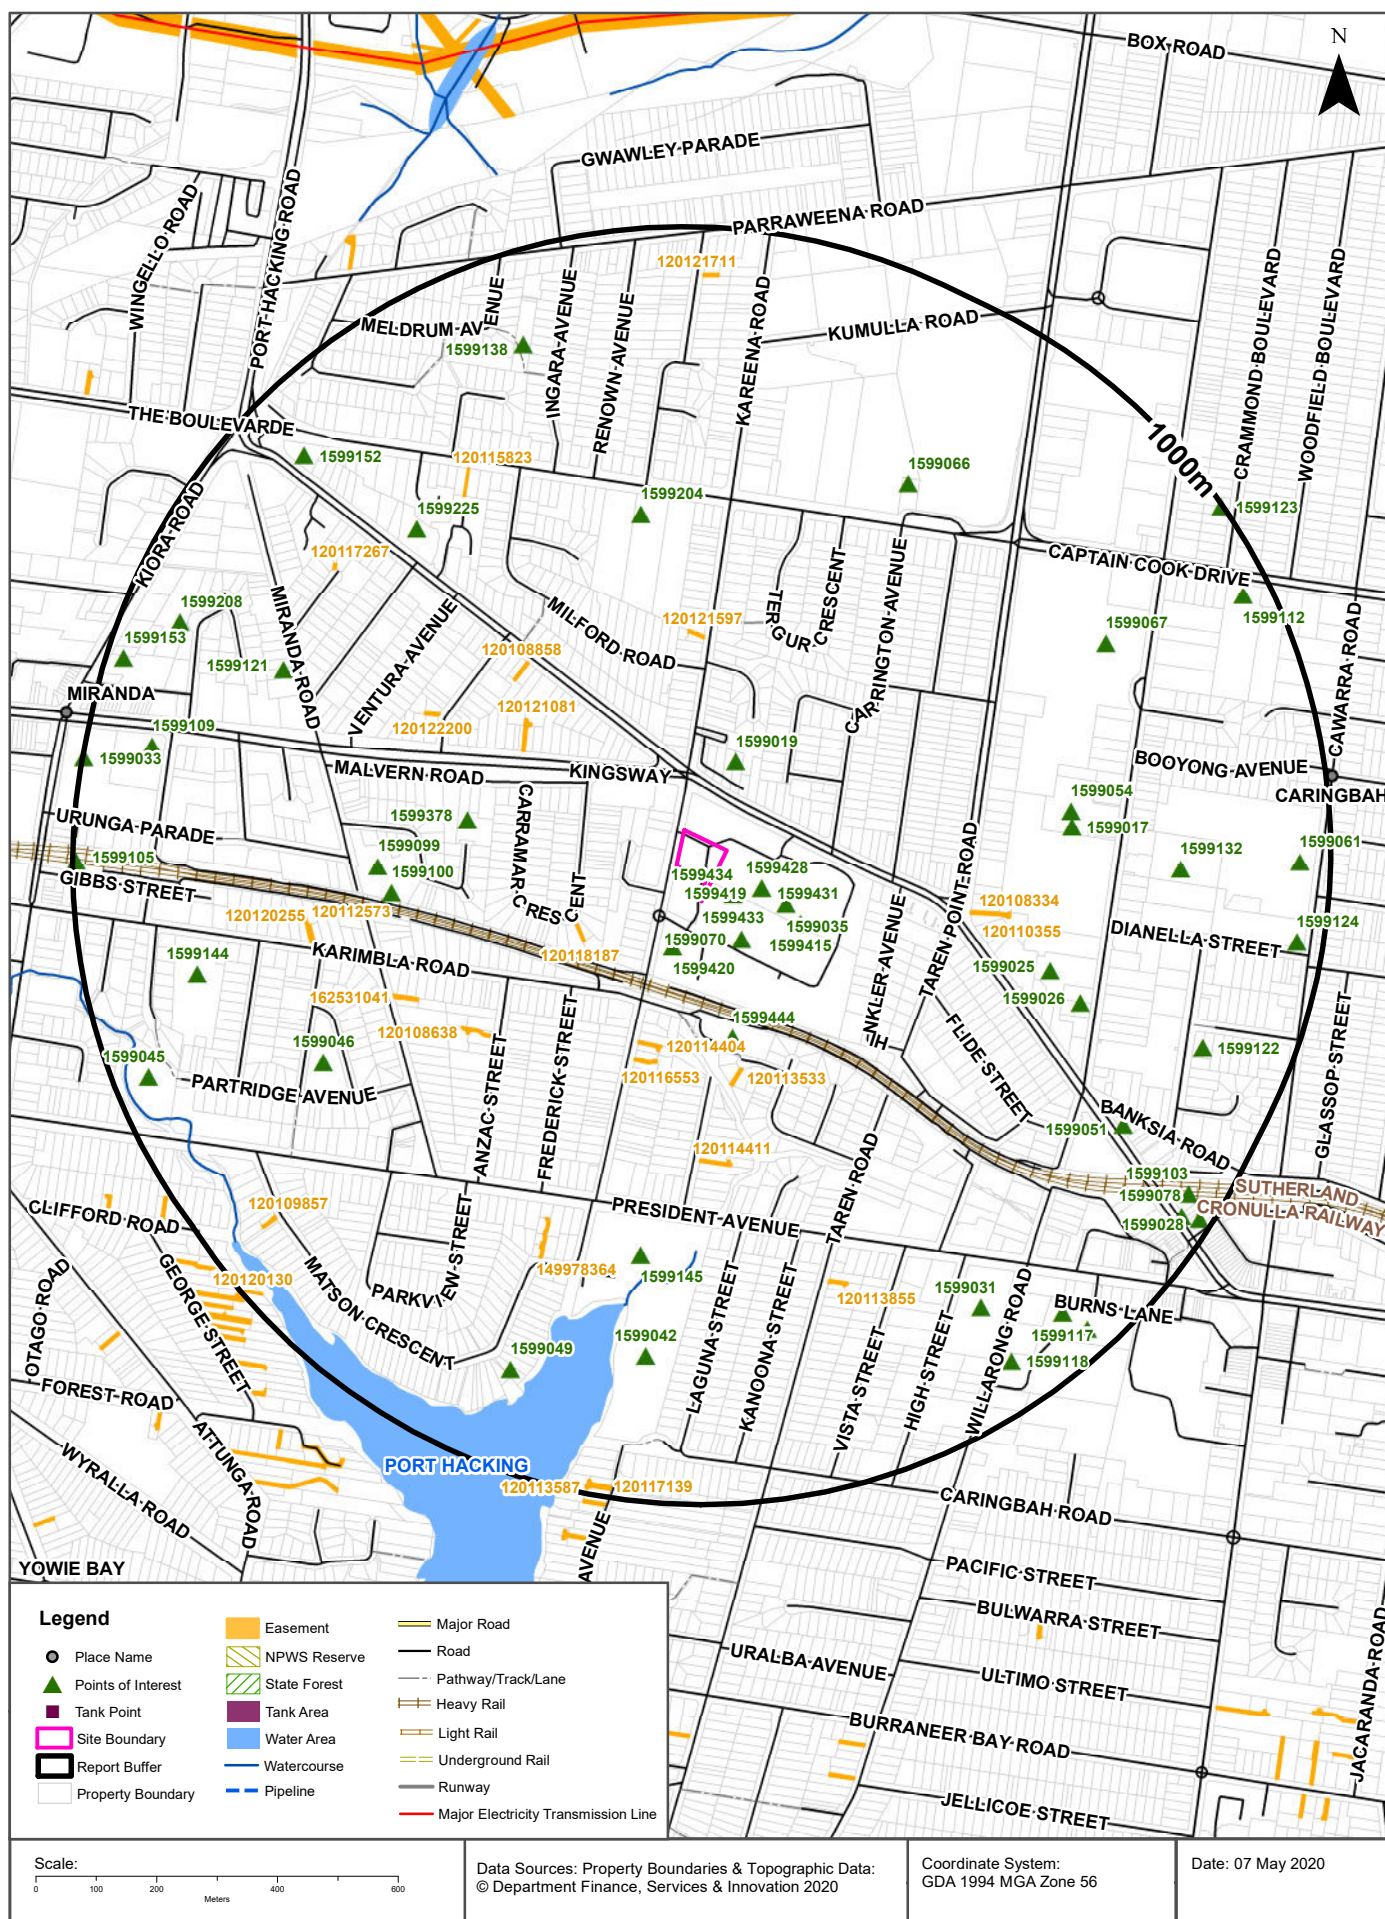 BOX ROAD
N
GWAWLEY PARADE
PARRAWEENA ROAD
WINGELLO ROAD
PORT HACKING ROAD
120121711
MELDRUM AVENUE
1599138
INGARA AVENUE
RENOWN AVENUE
KAREENA ROAD
KUMULLA ROAD
CRAMMOND BOULEVARD
WOODFIELD BOULEVARD
THE BOULEVARDE
1000m
1599152
120115823
1599066
1599204
1599123
1599225
KIORA ROAD
120117267
CAPTAIN COOK DRIVE
1599208
MIRANDA ROAD
VENTURA AVENUE
MILFORD ROAD
120121597
TERGUR CRESCENT
CARRINGTON AVENUE
1599112
1599067
1599153
1599121
120108858
CAWARRA ROAD
MIRANDA
120121081
120122200
1599109
1599033
1599019
MALVERN ROAD
KINGSWAY
BOOYONG AVENUE
CARINGBAH
1599054
1599017
URUNGA PARADE
1599378
CARRAMAR CRESCENT
1599099
1599105
1599100
GIBBS STREET
1599434
1599428
1599419
1599431
1599433
1599035
1599415
1599132
1599061
120120255
120112573
120108334
120110355
TAREN POINT ROAD
1599124
DIANELLA STREET
KARIMBLA ROAD
120118187
1599070
1599420
1599144
1599025
1599026
162531041
120108638
1599444
FLIDE STREET
GLASSOP STREET
1599045
1599046
120114404
120116553
120113533
1599122
PARTRIDGE AVENUE
ANZAC STREET
FREDERICK STREET
1599051
BANKSIA ROAD
120114411
TAREN ROAD
1599103
1599078
1599028
SUTHERLAND
CRONULLA RAILWAY
CLIFFORD ROAD
120109857
PRESIDENT AVENUE
OTAGO ROAD
GEORGE STREET
120120130
MATSON CRESCENT
PARKVIEW STREET
149978364
1599145
LAGUNA STREET
KANOONA STREET
120113855
1599031
WILLARONG ROAD
BURNS LANE
1599117
1599118
1599049
1599042
VISTA STREET
HIGH STREET
FOREST ROAD
ATTUNGA ROAD
WYRALLA ROAD
PORT HACKING
120113587
120117139
CARINGBAH ROAD
AVENUE
YOWIE BAY
PACIFIC STREET
BULWARRA STREET
URALBA AVENUE
ULTIMO STREET
BURRANEER BAY ROAD
JACARANDA ROAD
JELLICOE STREET
Legend
Place Name
Points of Interest
Tank Point
Site Boundary
Report Buffer
Property Boundary
Easement
NPWS Reserve
State Forest
Tank Area
Water Area
Watercourse
Pipeline
Major Road
Road
Pathway/Track/Lane
Heavy Rail
Light Rail
Underground Rail
Runway
Major Electricity Transmission Line
Scale:
0 100 200 400 600
Meters
Data Sources: Property Boundaries & Topographic Data:
© Department Finance, Services & Innovation 2020
Coordinate System:
GDA 1994 MGA Zone 56
Date: 07 May 2020